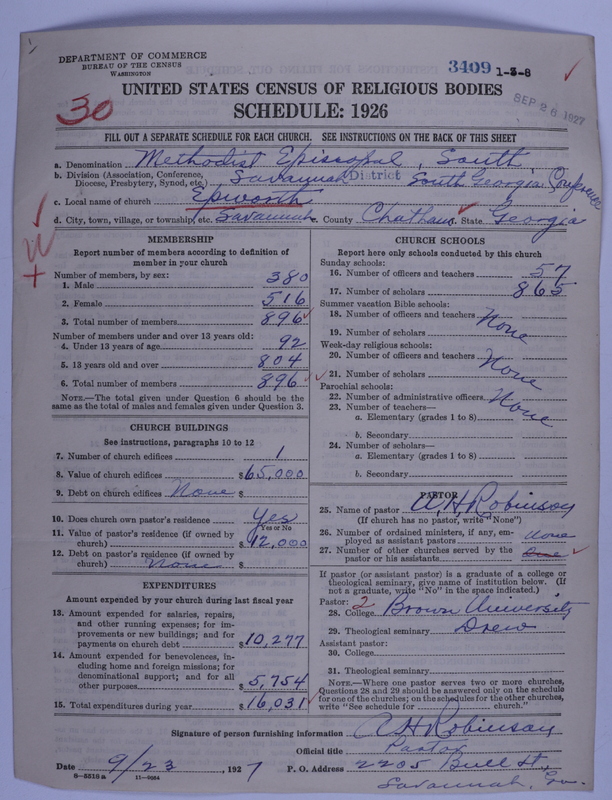 DEPARTMENT OF COMMERCE
BUREAU OF THE CENSUS
WASHINGTON
3409 1-3-8
UNITED STATES CENSUS OF RELIGIOUS BODIES
SCHEDULE: 1926
30
SEP 26 1927
FILL OUT A SEPARATE SCHEDULE FOR EACH CHURCH. SEE INSTRUCTIONS ON THE BACK OF THIS SHEET
a. Denomination Methodist Episcopal, South
b. Division (Association, Conference, Diocese, Presbytery, Synod, etc.) Savannah District South Georgia Conference
c. Local name of church Epworth
d. City, town, village, or township, etc. Savannah e. County Chatham State Georgia
MEMBERSHIP
Report number of members according to definition of
member in your church
Number of members, by sex:
1. Male 380
2. Female 516
3. Total number of members 896
Number of members under and over 13 years old:
4. Under 13 years of age 92
5. 13 years old and over 804
6. Total number of members 896
NOTE.—The total given under Question 6 should be
same as the total of males and females given under Question 3.
CHURCH BUILDINGS
See instructions, paragraphs 10 to 12
7. Number of church edifices 1
8. Value of church edifices $65,000
9. Debt on church edifices None $
10. Does church own pastor's residence Yes
Yes or No
11. Value of pastor's residence (if owned by
church) $12,000
12. Debt on pastor's residence (if owned by
church) None $
EXPENDITURES
Amount expended by your church during last fiscal year
13. Amount expended for salaries, repairs,
and other running expenses; for im-
provements or new buildings; and for
payments on church debt $10,277
14. Amount expended for benevolences, in-
cluding home and foreign missions; for
denominational support; and for all
other purposes $5,754
15. Total expenditures during year $16,031
CHURCH SCHOOLS
Report here only schools conducted by this church
Sunday schools:
16. Number of officers and teachers 57
17. Number of scholars 865
Summer vacation Bible schools:
18. Number of officers and teachers None
19. Number of scholars
Week-day religious schools:
20. Number of officers and teachers None
21. Number of scholars
Parochial schools:
22. Number of administrative officers None
23. Number of teachers—
a. Elementary (grades 1 to 8)
b. Secondary
24. Number of scholars—
a. Elementary (grades 1 to 8)
b. Secondary
PASTOR
25. Name of pastor A H Robinson
(If church has no pastor, write "None")
26. Number of ordained ministers, if any, em-
ployed as assistant pastors None
27. Number of other churches served by the
pastor or his assistants
If pastor (or assistant pastor) is a graduate of a college or
theological seminary, give name of institution below. (If
not a graduate, write "No" in the space indicated.)
Pastor: 2
28. College Brown University
29. Theological seminary Drew
Assistant pastor:
30. College
31. Theological seminary
NOTE.—Where one pastor serves two or more churches,
Questions 28 and 29 should be answered only on the schedule
for one of the churches; on the schedules for the other churches,
write "See schedule for church."
Signature of person furnishing information A H Robinson
Official title Pastor
Date 9/23, 1927 P. O. Address 2205 Bull St,
Savannah, Ga.
8—5518a 11—9034